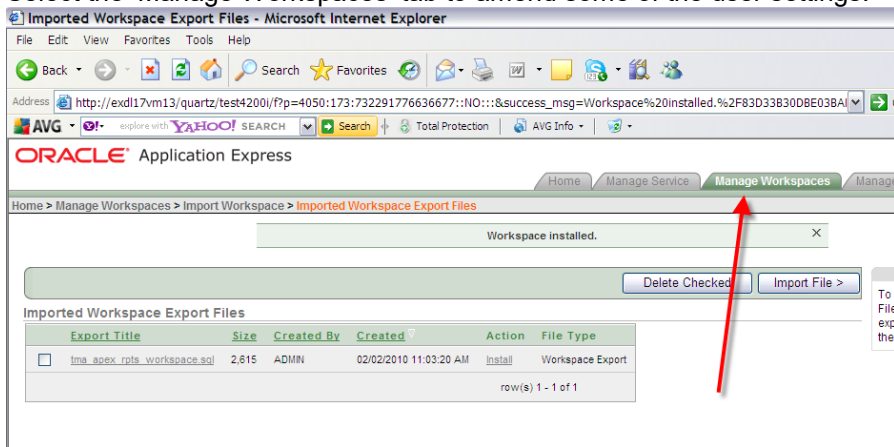 Select the 'Manage Workspaces' tab to amend some of the user settings.
Imported Workspace Export Files - Microsoft Internet Explorer
File Edit View Favorites Tools Help
Back Search Favorites
Address http://exdl17vm13/quartz/test4200i/f?p=4050:173:732291776636677::NO:::&success_msg=Workspace%20installed.%2F83D33B30DBE03BA
AVG Y! explore with YAHOO! SEARCH Search Total Protection AVG Info
ORACLE Application Express
Home Manage Service Manage Workspaces Manage
Home > Manage Workspaces > Import Workspace > Imported Workspace Export Files
Workspace installed.
Delete Checked Import File >
To
File
exp
the
Imported Workspace Export Files
Export Title Size Created By Created Action File Type
tma_apex_rpts_workspace.sql 2,615 ADMIN 02/02/2010 11:03:20 AM Install Workspace Export
row(s) 1 - 1 of 1